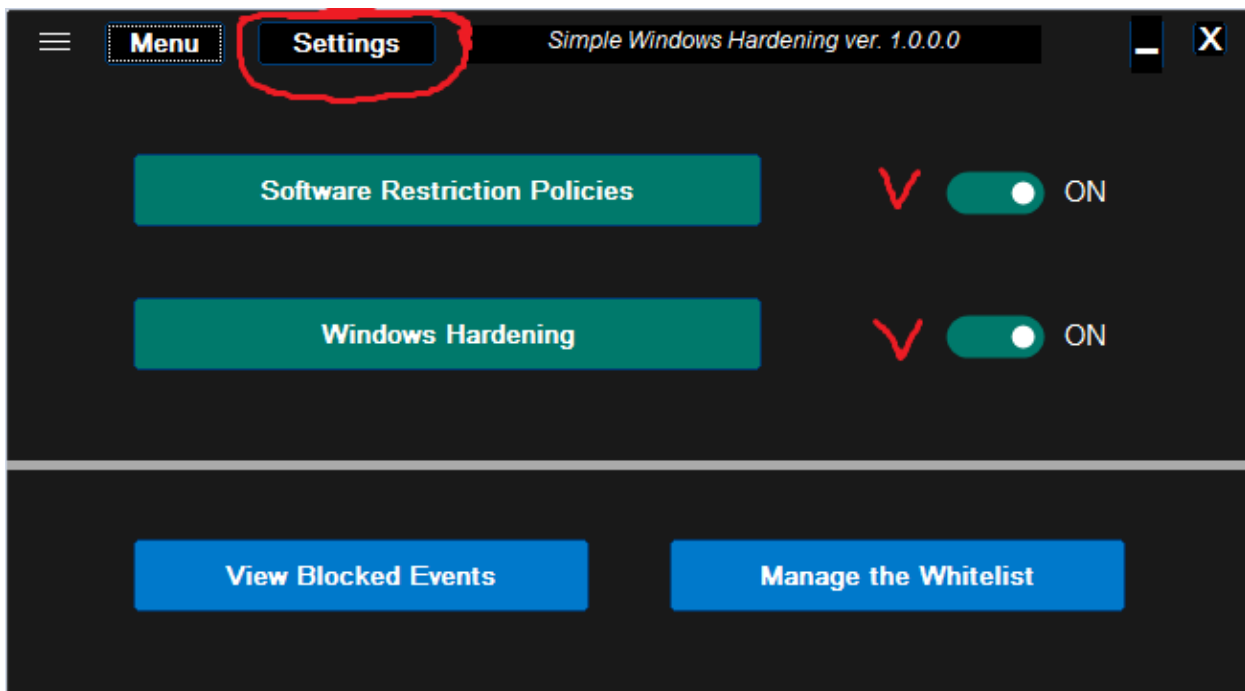 Menu Settings Simple Windows Hardening ver. 1.0.0.0 _ X
Software Restriction Policies V ON
Windows Hardening V ON
View Blocked Events Manage the Whitelist